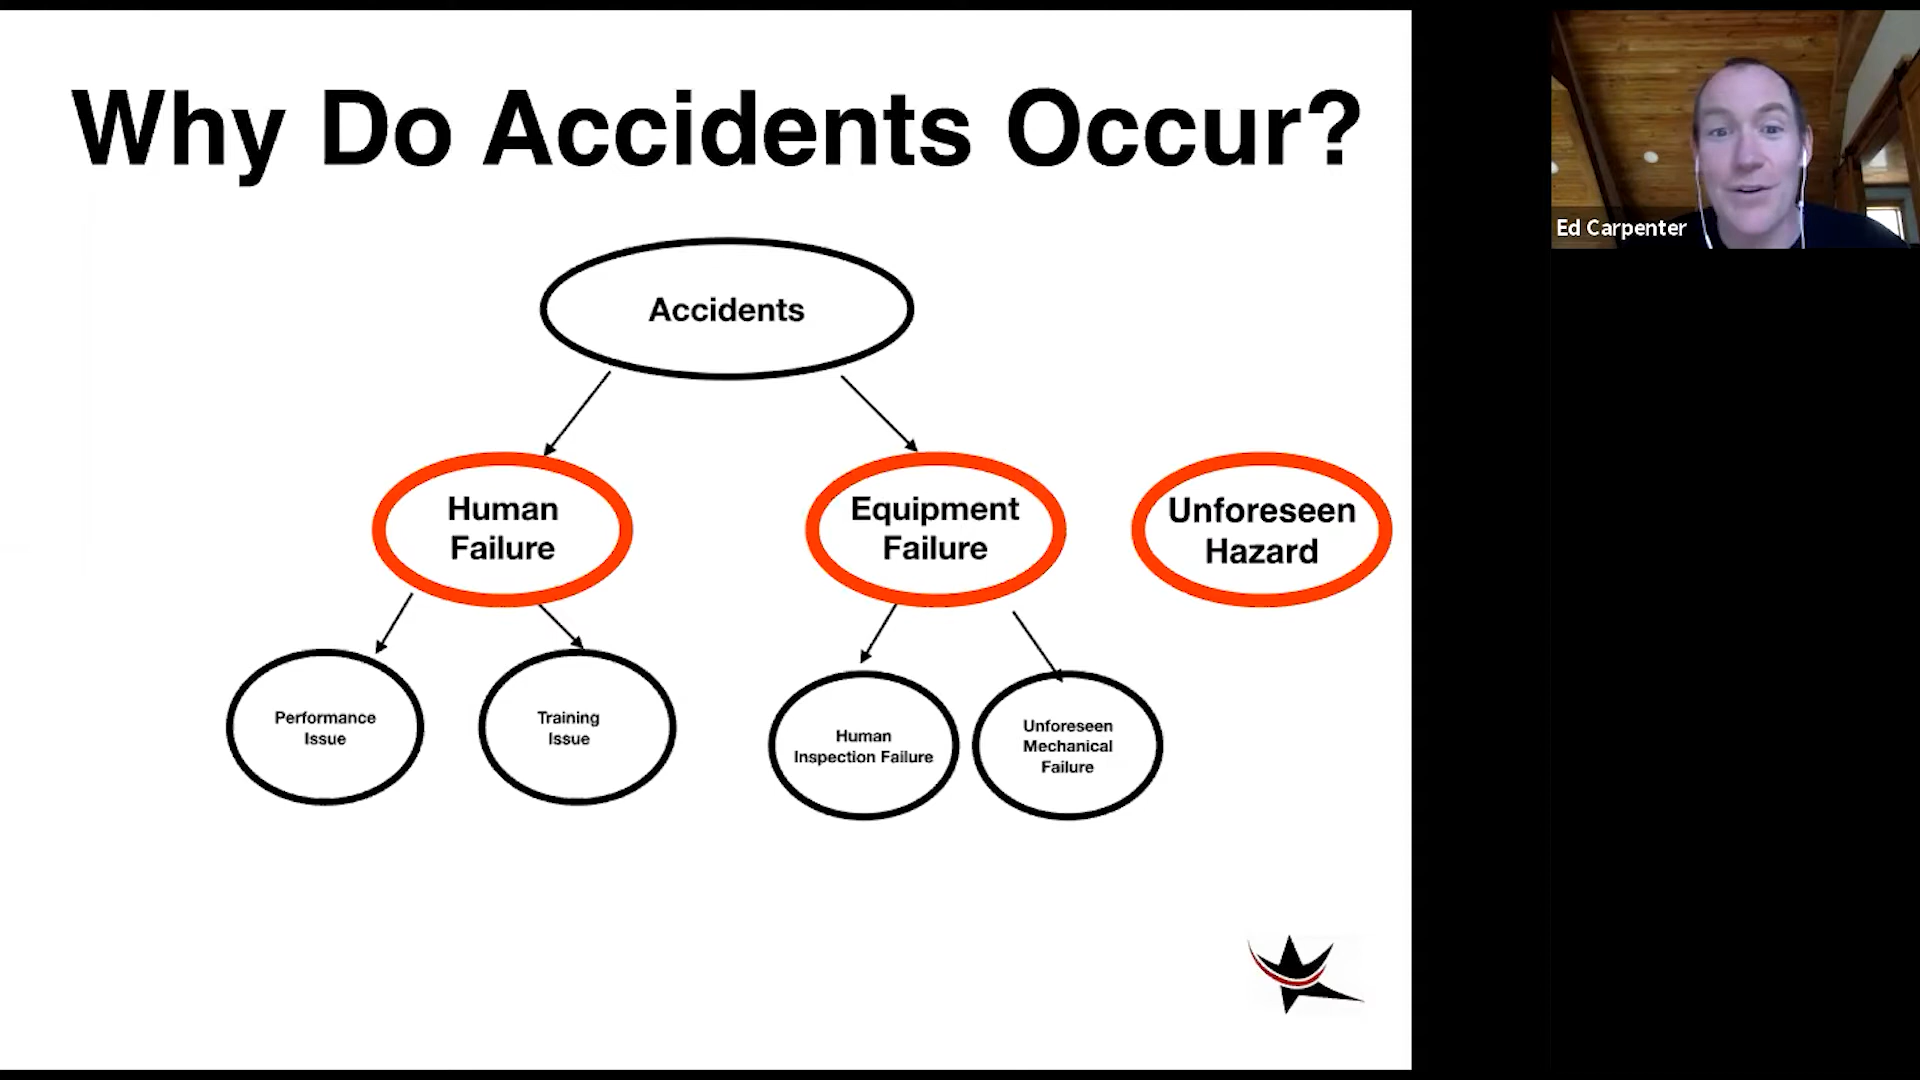 Why Do Accidents Occur?
Ed Carpenter
Accidents
Human
Failure
Equipment
Failure
Unforeseen
Hazard
Performance
Issue
Training
Issue
Human
Inspection Failure
Unforeseen
Mechanical
Failure